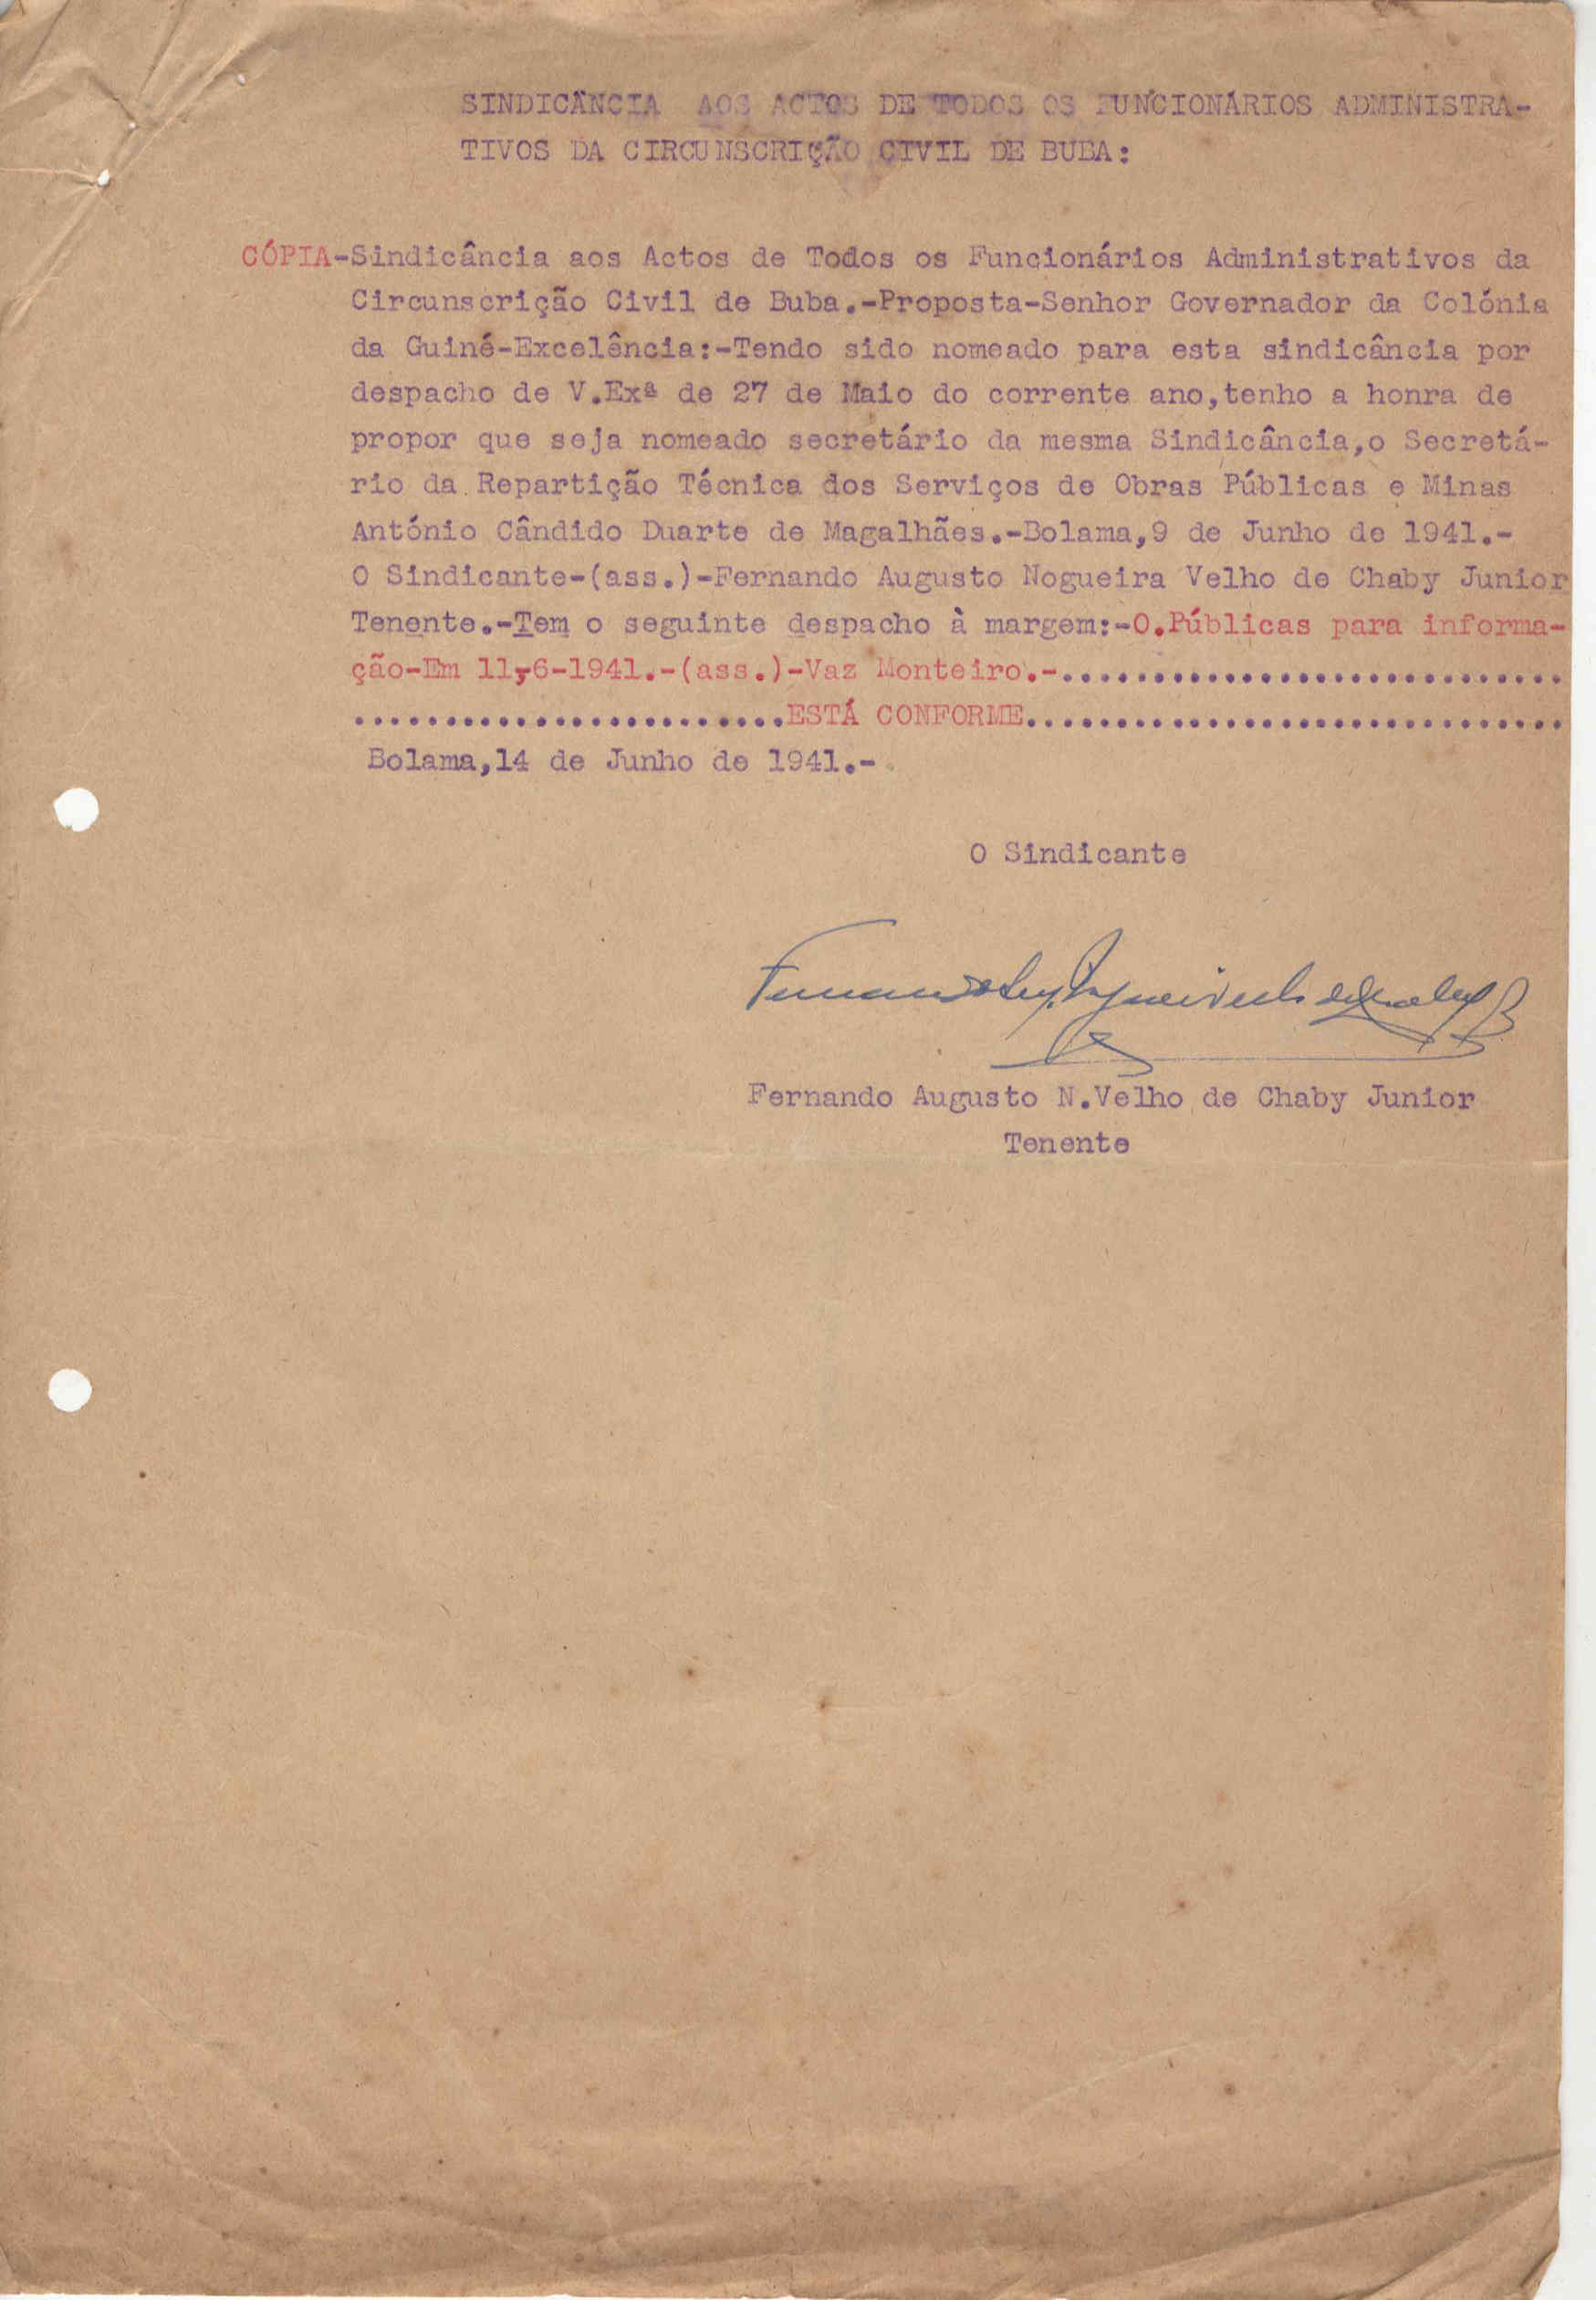 SINDICÂNCIA AOS ACTOS DE TODOS OS FUNCIONÁRIOS ADMINISTRA-
TIVOS DA CIRCUNSCRIÇÃO CIVIL DE BUBA:
CÓPIA-Sindicância aos Actos de Todos os Funcionários Administrativos da
Circunscrição Civil de Buba.-Proposta-Senhor Governador da Colónia
da Guiné-Excelência:-Tendo sido nomeado para esta sindicância por
despacho de V.Exª de 27 de Maio do corrente ano,tenho a honra de
propor que seja nomeado secretário da mesma Sindicância,o Secretá-
rio da Repartição Técnica dos Serviços de Obras Públicas e Minas
António Cândido Duarte de Magalhães.-Bolama,9 de Junho de 1941.-
O Sindicante-(ass.)-Fernando Augusto Nogueira Velho de Chaby Junior
Tenente.-Tem o seguinte despacho à margem:-O.Públicas para informa-
ção-Em 11-6-1941.-(ass.)-Vaz Monteiro.-............................
........................ESTÁ CONFORME..............................
Bolama,14 de Junho de 1941.-
O Sindicante
Fernando Augusto N.Velho de Chaby Junior
Tenente